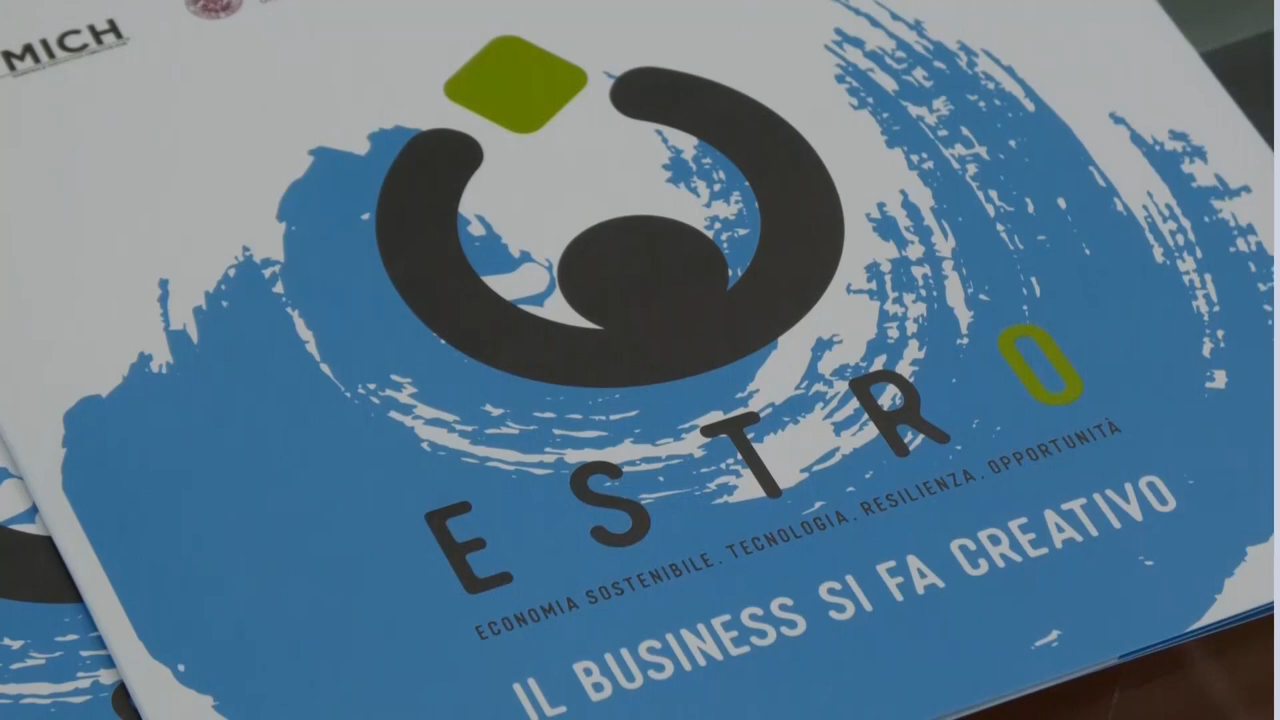 MICH
ESTRO
ECONOMIA SOSTENIBILE. TECNOLOGIA. RESILIENZA. OPPORTUNITÀ
IL BUSINESS SI FA CREATIVO